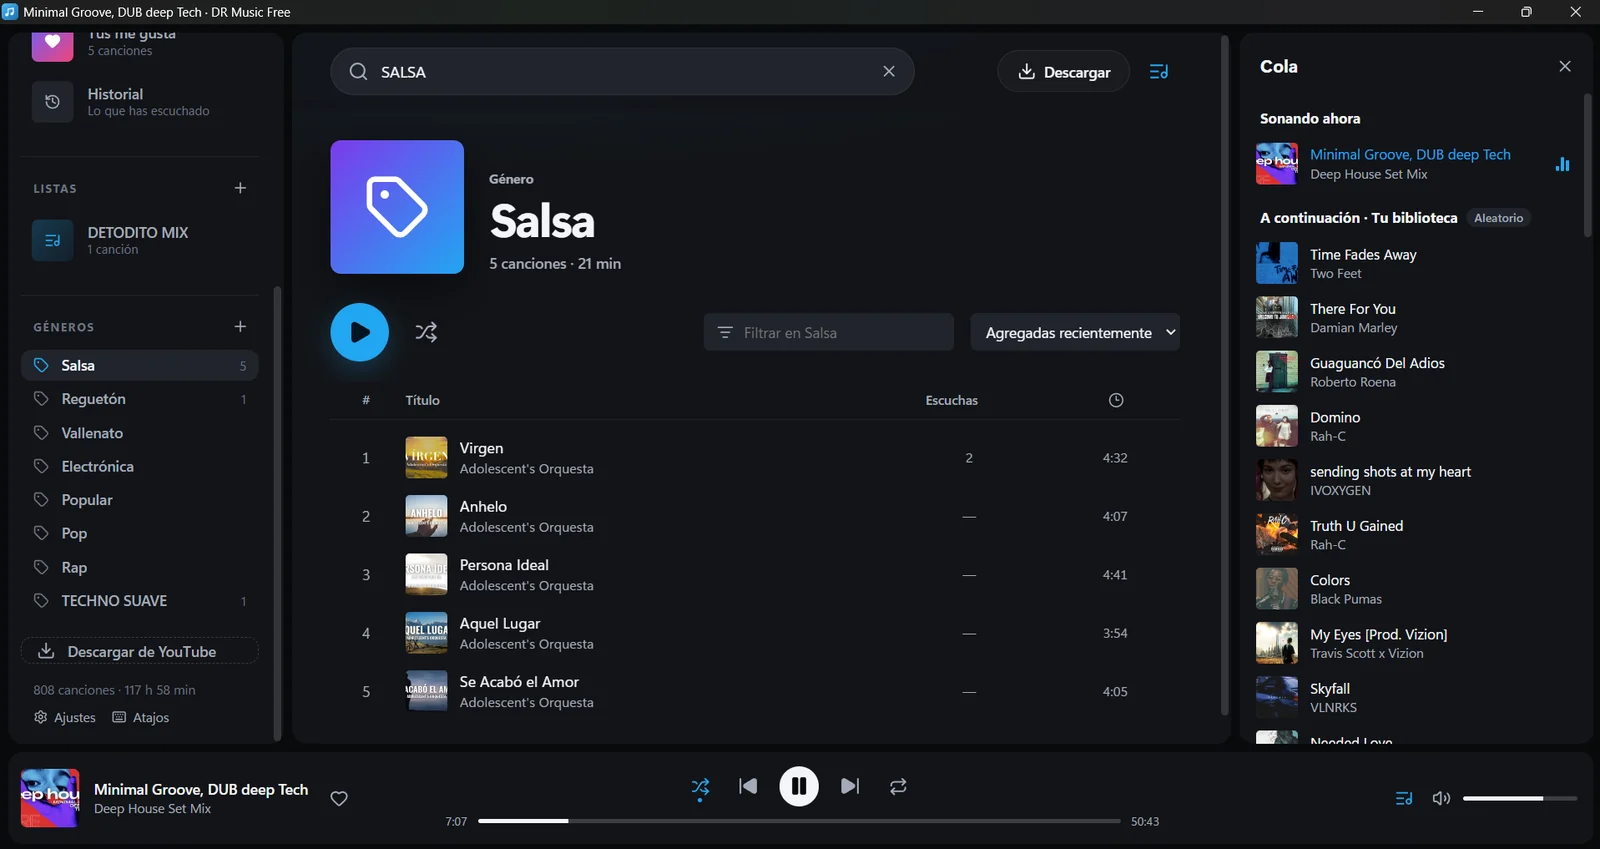 Minimal Groove, DUB deep Tech · DR Music Free
Tus me gusta
5 canciones
Historial
Lo que has escuchado
LISTAS
DETODITO MIX
1 canción
GÉNEROS
Salsa 5
Reguetón 1
Vallenato
Electrónica
Popular
Pop
Rap
TECHNO SUAVE 1
Descargar de YouTube
808 canciones · 117 h 58 min
Ajustes Atajos
SALSA
Descargar
Género
Salsa
5 canciones · 21 min
Filtrar en Salsa
Agregadas recientemente
# Título Escuchas
1 Virgen 2 4:32
Adolescent's Orquesta
2 Anhelo — 4:07
Adolescent's Orquesta
3 Persona Ideal — 4:41
Adolescent's Orquesta
4 Aquel Lugar — 3:54
Adolescent's Orquesta
5 Se Acabó el Amor — 4:05
Adolescent's Orquesta
Cola
Sonando ahora
Minimal Groove, DUB deep Tech
Deep House Set Mix
A continuación · Tu biblioteca Aleatorio
Time Fades Away
Two Feet
There For You
Damian Marley
Guaguancó Del Adios
Roberto Roena
Domino
Rah-C
sending shots at my heart
IVOXYGEN
Truth U Gained
Rah-C
Colors
Black Pumas
My Eyes [Prod. Vizion]
Travis Scott x Vizion
Skyfall
VLNRKS
Needed Love
Minimal Groove, DUB deep Tech
Deep House Set Mix
7:07
50:43